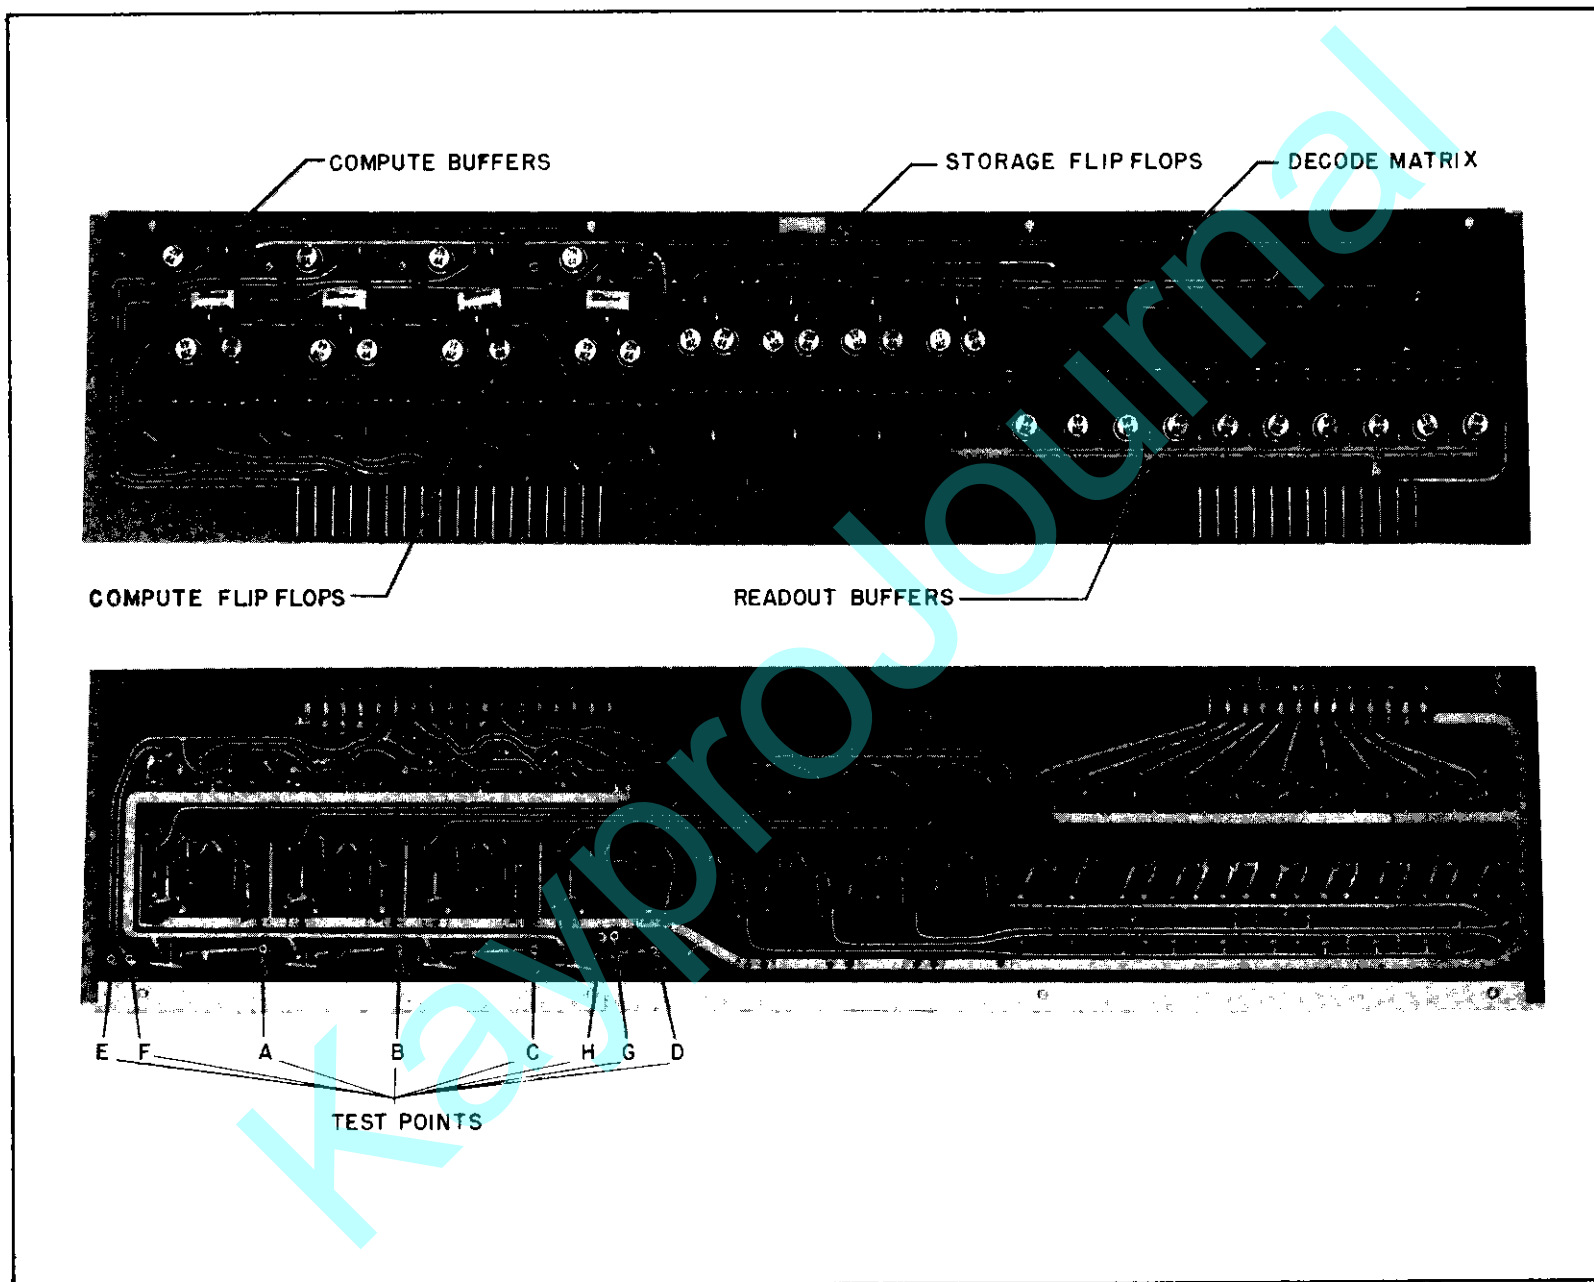 COMPUTE BUFFERS
STORAGE FLIP FLOPS
DECODE MATRIX
COMPUTE FLIP FLOPS
READOUT BUFFERS
E F A B C H G D
TEST POINTS
KayproJournal